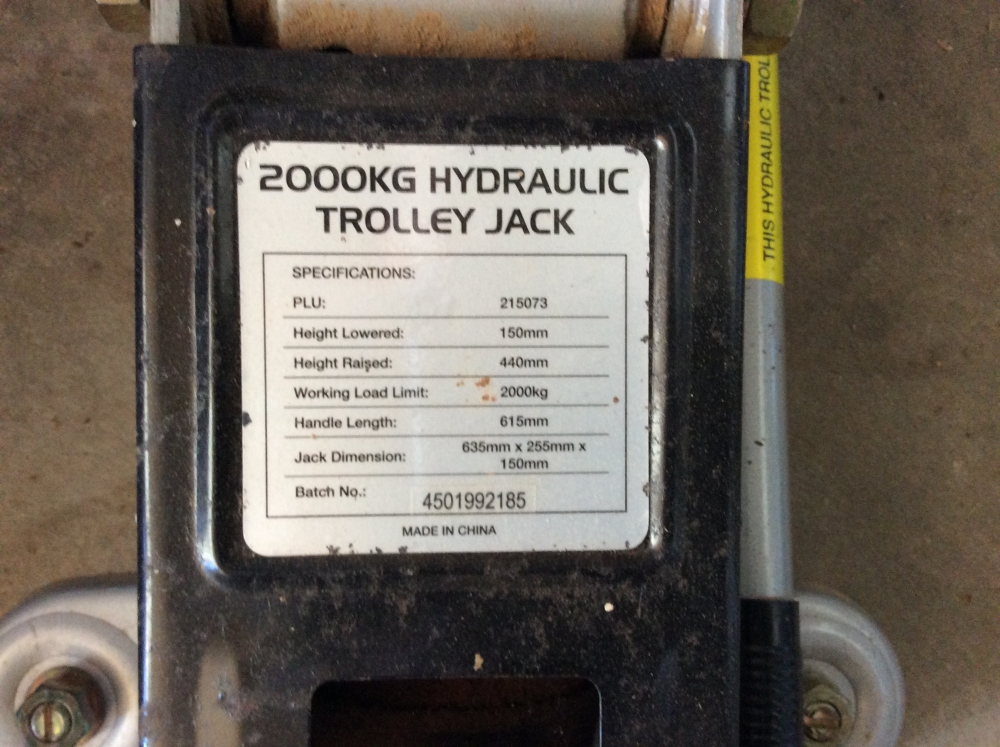 2000KG HYDRAULIC
TROLLEY JACK
SPECIFICATIONS:
PLU: 215073
Height Lowered: 150mm
Height Raised: 440mm
Working Load Limit: 2000kg
Handle Length: 615mm
Jack Dimension: 635mm x 255mm x
150mm
Batch No.: 4501992185
MADE IN CHINA
THIS HYDRAULIC TROL